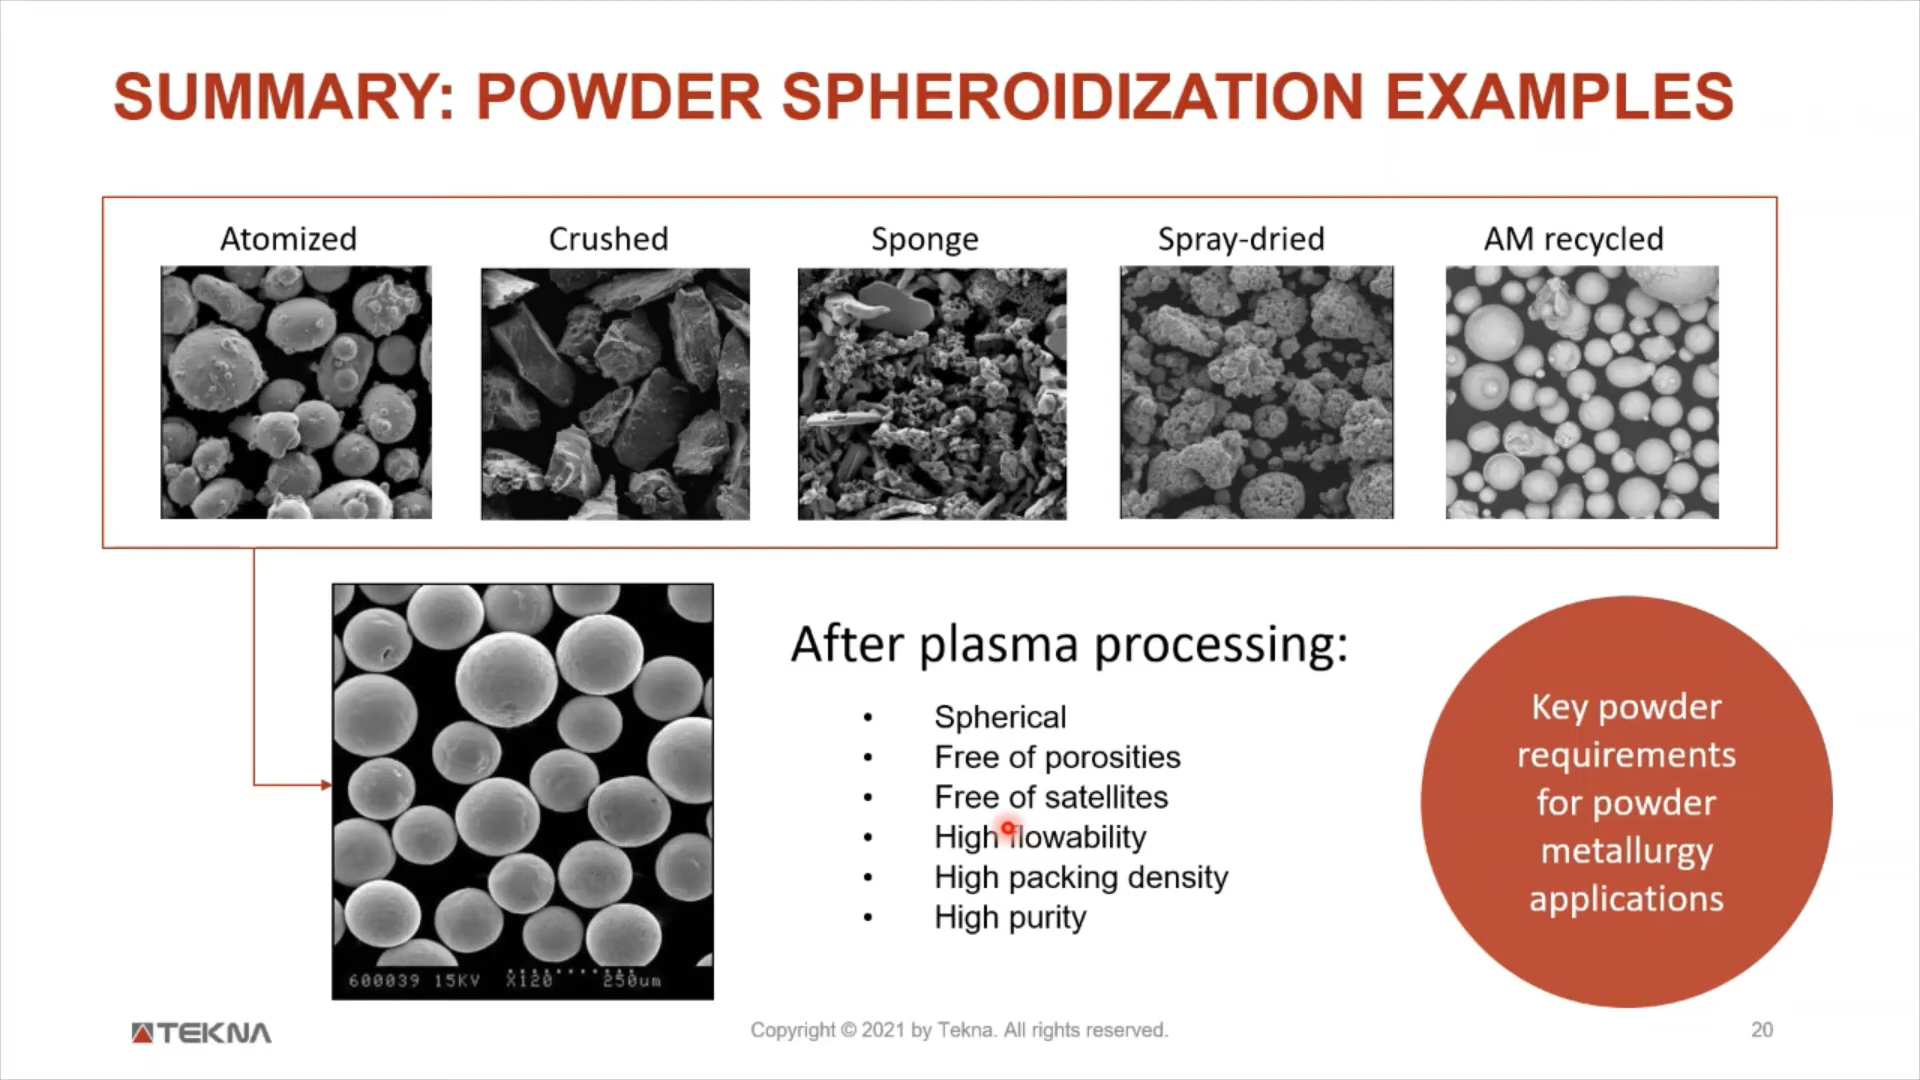 SUMMARY: POWDER SPHEROIDIZATION EXAMPLES
Atomized
Crushed
Sponge
Spray-dried
AM recycled
After plasma processing:
• Spherical
• Free of porosities
• Free of satellites
• High flowability
• High packing density
• High purity
Key powder
requirements
for powder
metallurgy
applications
600039 15KV X120 250um
TEKNA
Copyright © 2021 by Tekna. All rights reserved.
20